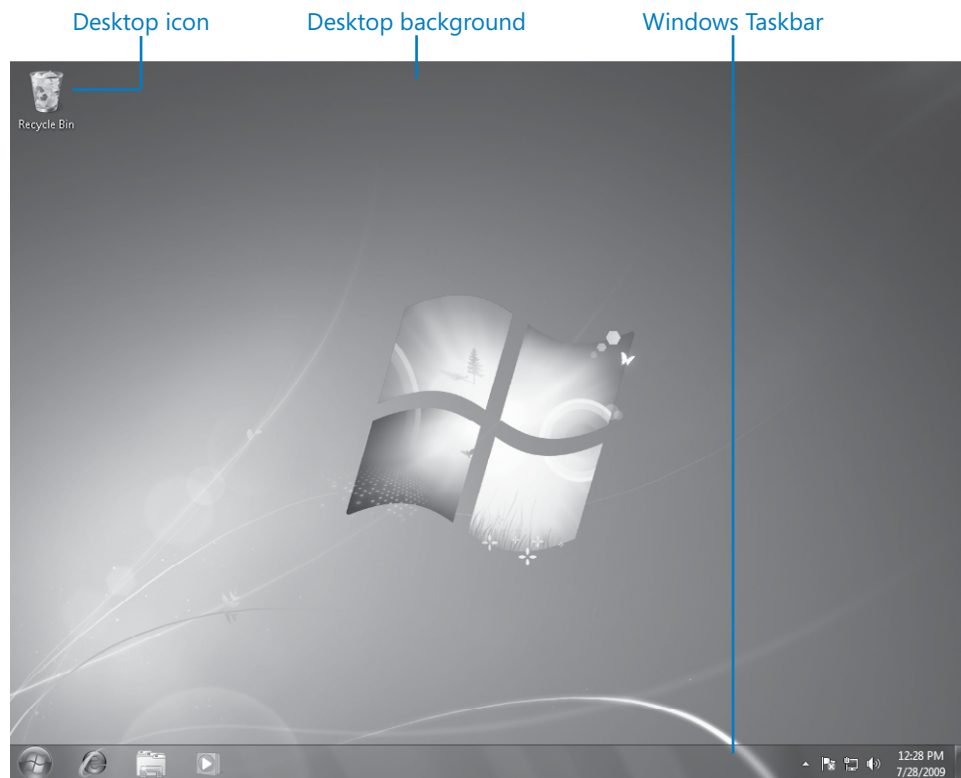 Desktop icon Desktop background Windows Taskbar
Recycle Bin
12:28 PM
7/28/2009